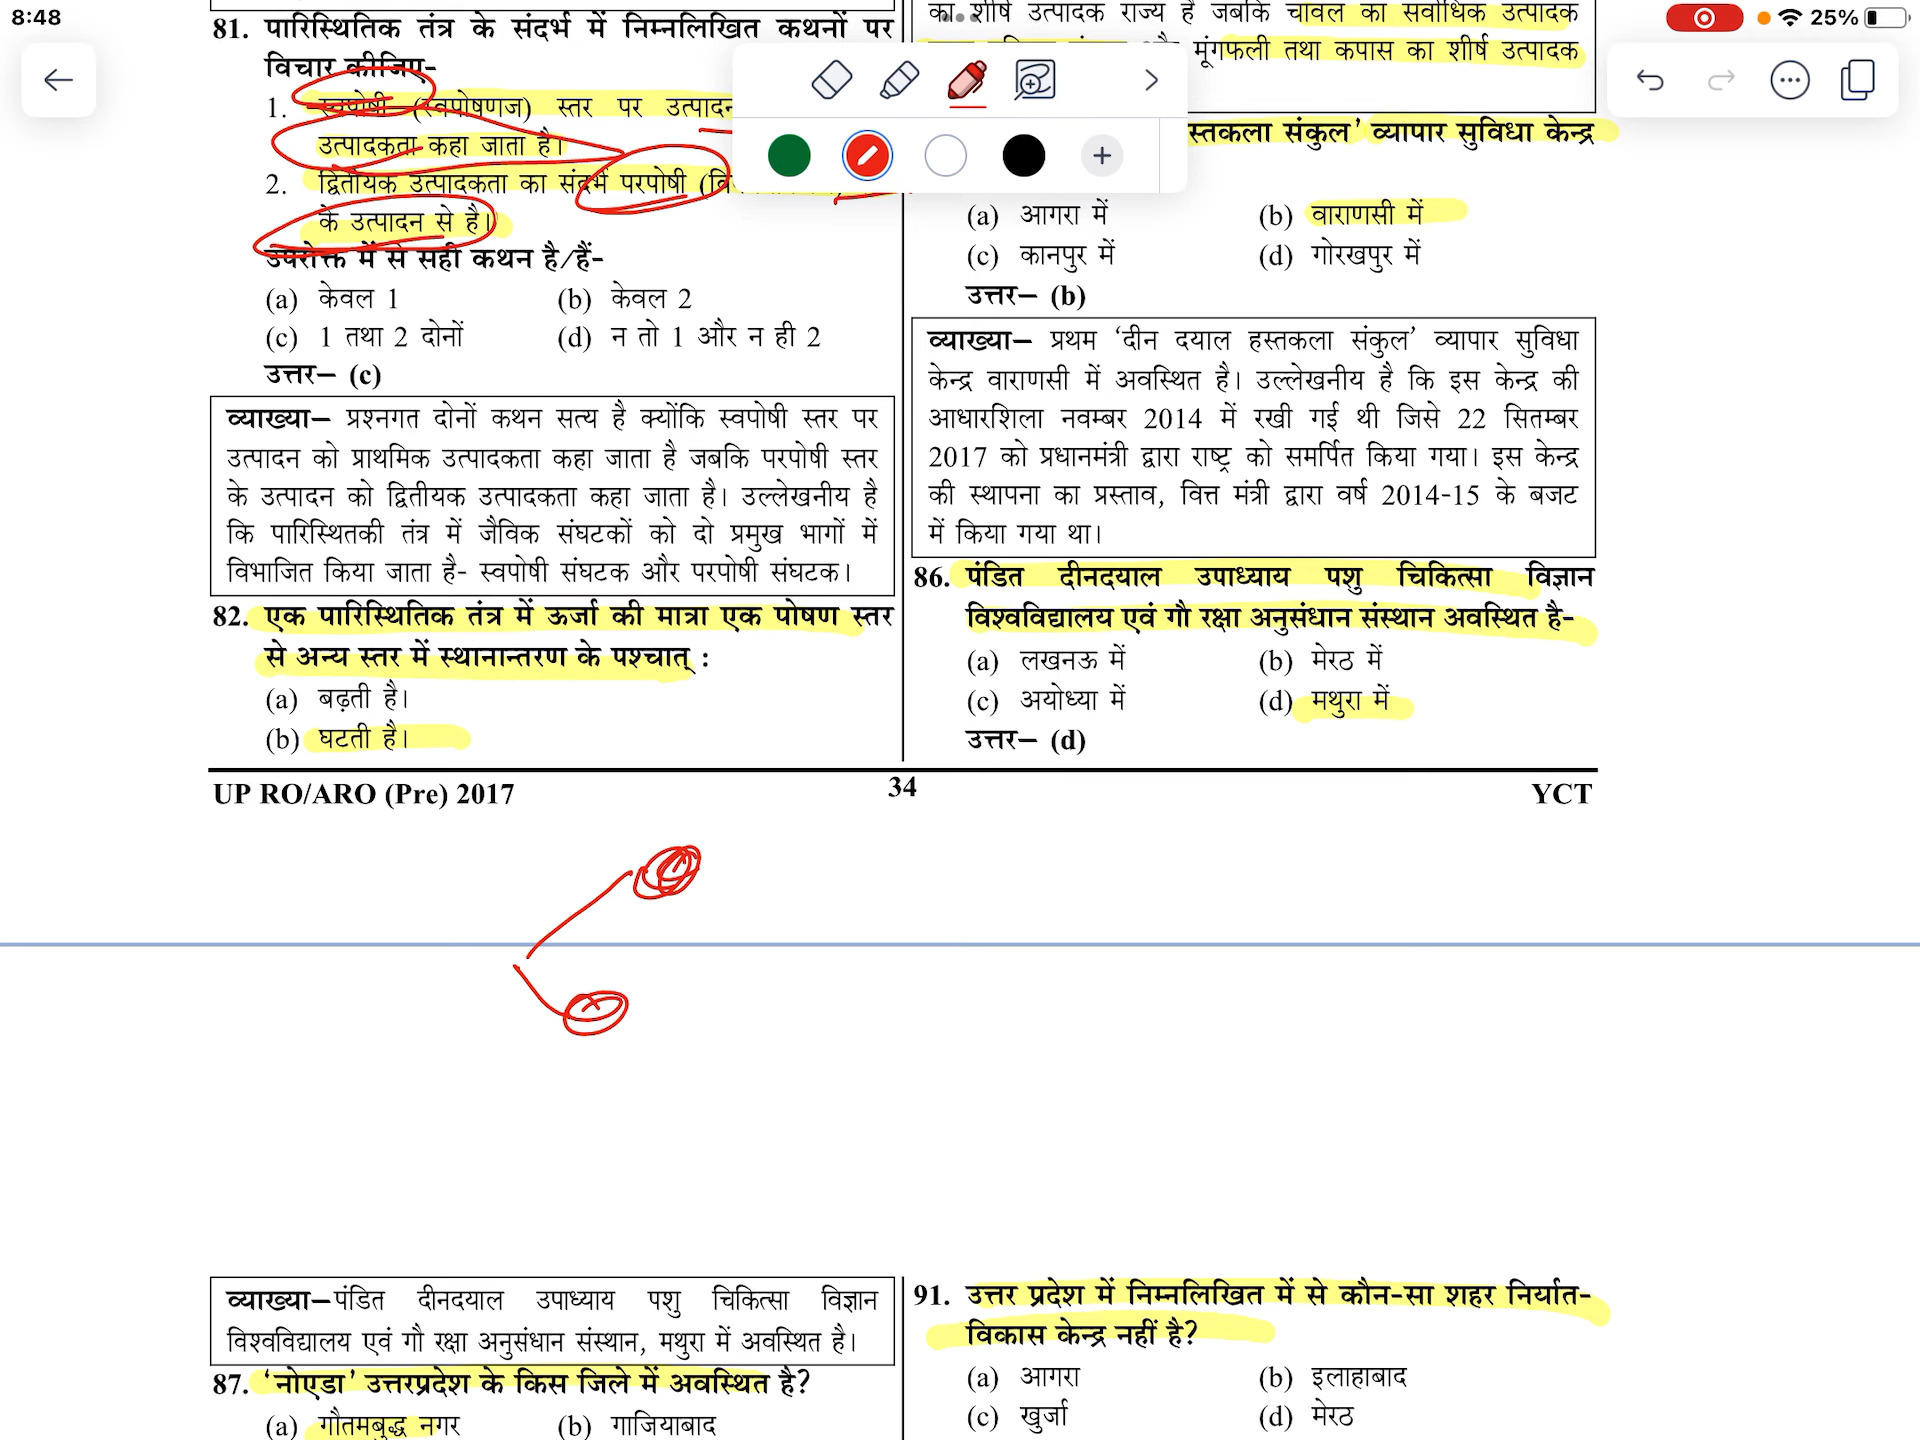 8:48
25%
81. पारिस्थितिक तंत्र के संदर्भ में निम्नलिखित कथनों पर
विचार कीजिए-
1. स्वपोषी (स्वपोषणज) स्तर पर उत्पादन
उत्पादकता कहा जाता है।
2. द्वितीयक उत्पादकता का संदर्भ परपोषी
के उत्पादन से है।
उपरोक्त में से सही कथन है/हैं-
(a) केवल 1 (b) केवल 2
(c) 1 तथा 2 दोनों (d) न तो 1 और न ही 2
उत्तर– (c)
व्याख्या– प्रश्नगत दोनों कथन सत्य है क्योंकि स्वपोषी स्तर पर
उत्पादन को प्राथमिक उत्पादकता कहा जाता है जबकि परपोषी स्तर
के उत्पादन को द्वितीयक उत्पादकता कहा जाता है। उल्लेखनीय है
कि पारिस्थितकी तंत्र में जैविक संघटकों को दो प्रमुख भागों में
विभाजित किया जाता है- स्वपोषी संघटक और परपोषी संघटक।
82. एक पारिस्थितिक तंत्र में ऊर्जा की मात्रा एक पोषण स्तर
से अन्य स्तर में स्थानान्तरण के पश्चात् :
(a) बढ़ती है।
(b) घटती है।
का शीर्ष उत्पादक राज्य है जबकि चावल का सर्वाधिक उत्पादक
मूंगफली तथा कपास का शीर्ष उत्पादक
स्तकला संकुल’ व्यापार सुविधा केन्द्र
(a) आगरा में (b) वाराणसी में
(c) कानपुर में (d) गोरखपुर में
उत्तर– (b)
व्याख्या– प्रथम ‘दीन दयाल हस्तकला संकुल’ व्यापार सुविधा
केन्द्र वाराणसी में अवस्थित है। उल्लेखनीय है कि इस केन्द्र की
आधारशिला नवम्बर 2014 में रखी गई थी जिसे 22 सितम्बर
2017 को प्रधानमंत्री द्वारा राष्ट्र को समर्पित किया गया। इस केन्द्र
की स्थापना का प्रस्ताव, वित्त मंत्री द्वारा वर्ष 2014-15 के बजट
में किया गया था।
86. पंडित दीनदयाल उपाध्याय पशु चिकित्सा विज्ञान
विश्वविद्यालय एवं गौ रक्षा अनुसंधान संस्थान अवस्थित है-
(a) लखनऊ में (b) मेरठ में
(c) अयोध्या में (d) मथुरा में
उत्तर– (d)
UP RO/ARO (Pre) 2017 34 YCT
व्याख्या–पंडित दीनदयाल उपाध्याय पशु चिकित्सा विज्ञान
विश्वविद्यालय एवं गौ रक्षा अनुसंधान संस्थान, मथुरा में अवस्थित है।
87. ‘नोएडा’ उत्तरप्रदेश के किस जिले में अवस्थित है?
(a) गौतमबुद्ध नगर (b) गाजियाबाद
91. उत्तर प्रदेश में निम्नलिखित में से कौन-सा शहर निर्यात-
विकास केन्द्र नहीं है?
(a) आगरा (b) इलाहाबाद
(c) खुर्जा (d) मेरठ